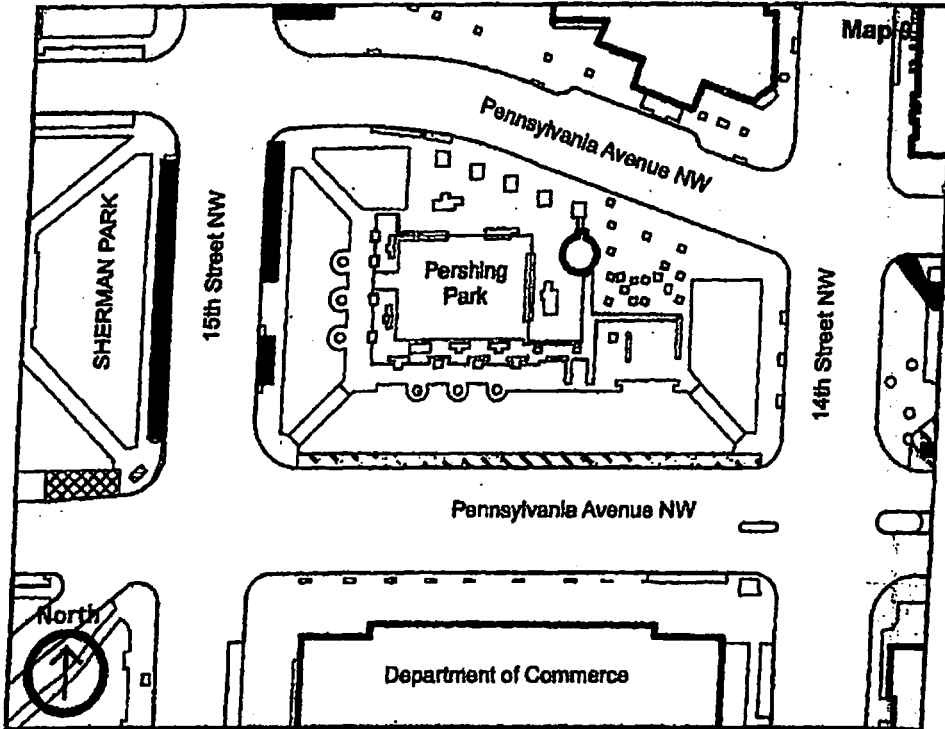 Map 9
Pennsylvania Avenue NW
SHERMAN PARK
15th Street NW
Pershing
Park
14th Street NW
Pennsylvania Avenue NW
North
Department of Commerce